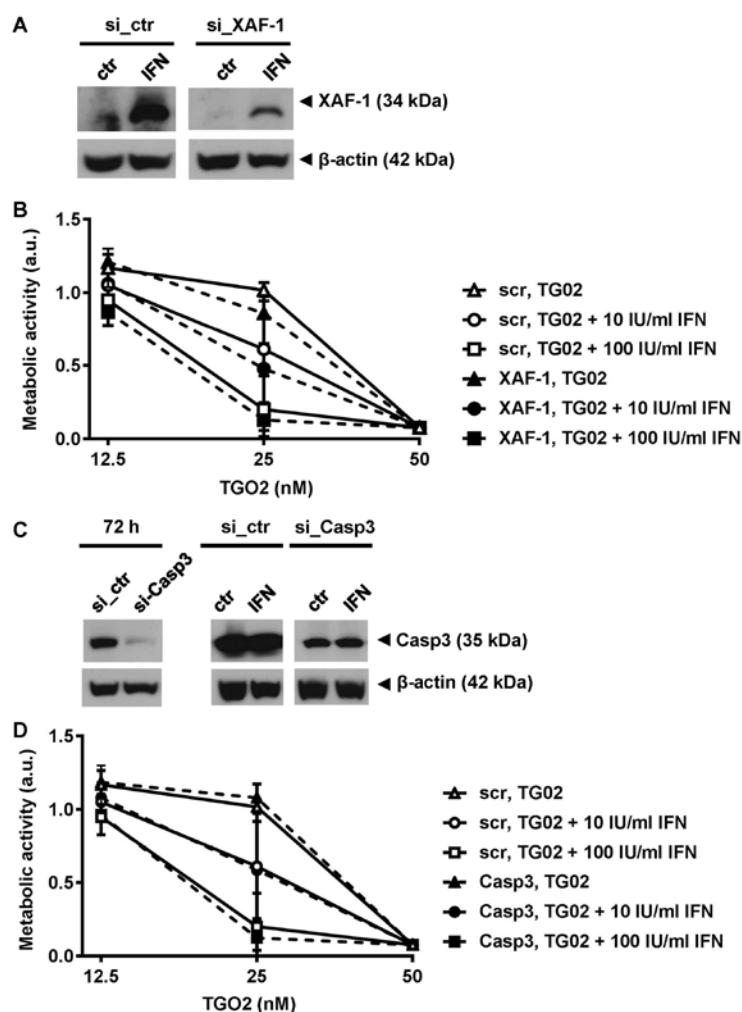 A
si_ctr si_XAF-1
ctr IFN ctr IFN
XAF-1 (34 kDa)
β-actin (42 kDa)
B
Metabolic activity (a.u.)
1.5
1.0
0.5
0.0
12.5 25 50
TGO2 (nM)
scr, TG02
scr, TG02 + 10 IU/ml IFN
scr, TG02 + 100 IU/ml IFN
XAF-1, TG02
XAF-1, TG02 + 10 IU/ml IFN
XAF-1, TG02 + 100 IU/ml IFN
C
72 h si_ctr si_Casp3
si_ctr si-Casp3 ctr IFN ctr IFN
Casp3 (35 kDa)
β-actin (42 kDa)
D
Metabolic activity (a.u.)
1.5
1.0
0.5
0.0
12.5 25 50
TGO2 (nM)
scr, TG02
scr, TG02 + 10 IU/ml IFN
scr, TG02 + 100 IU/ml IFN
Casp3, TG02
Casp3, TG02 + 10 IU/ml IFN
Casp3, TG02 + 100 IU/ml IFN